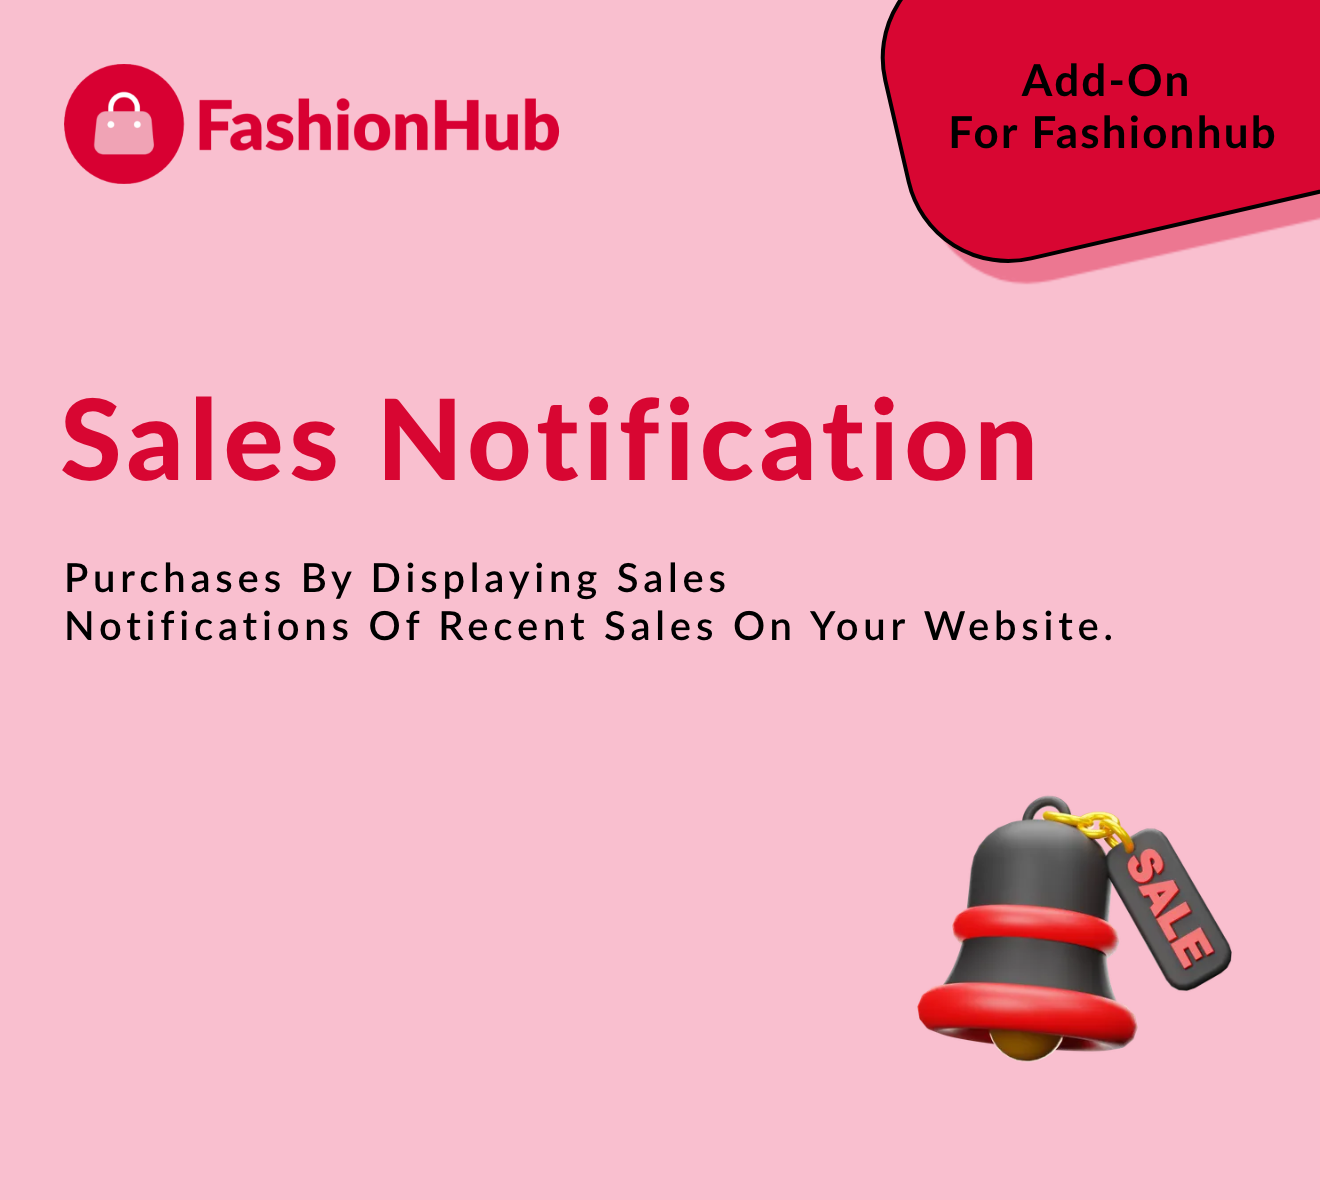 FashionHub
Add-On
For Fashionhub
Sales Notification
Purchases By Displaying Sales
Notifications Of Recent Sales On Your Website.
SALE